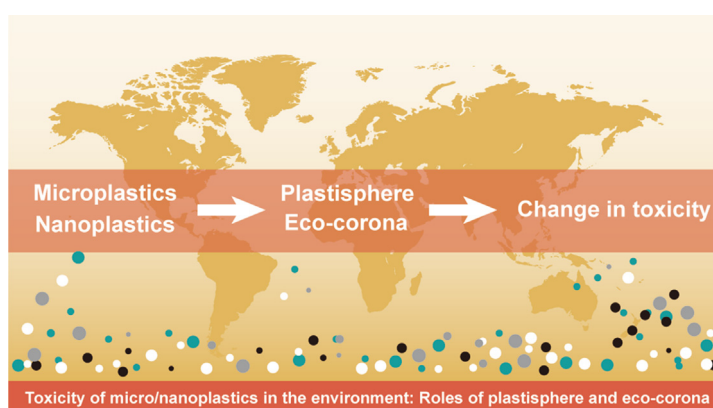 Microplastics
Nanoplastics
Plastisphere
Eco-corona
Change in toxicity
Toxicity of micro/nanoplastics in the environment: Roles of plastisphere and eco-corona